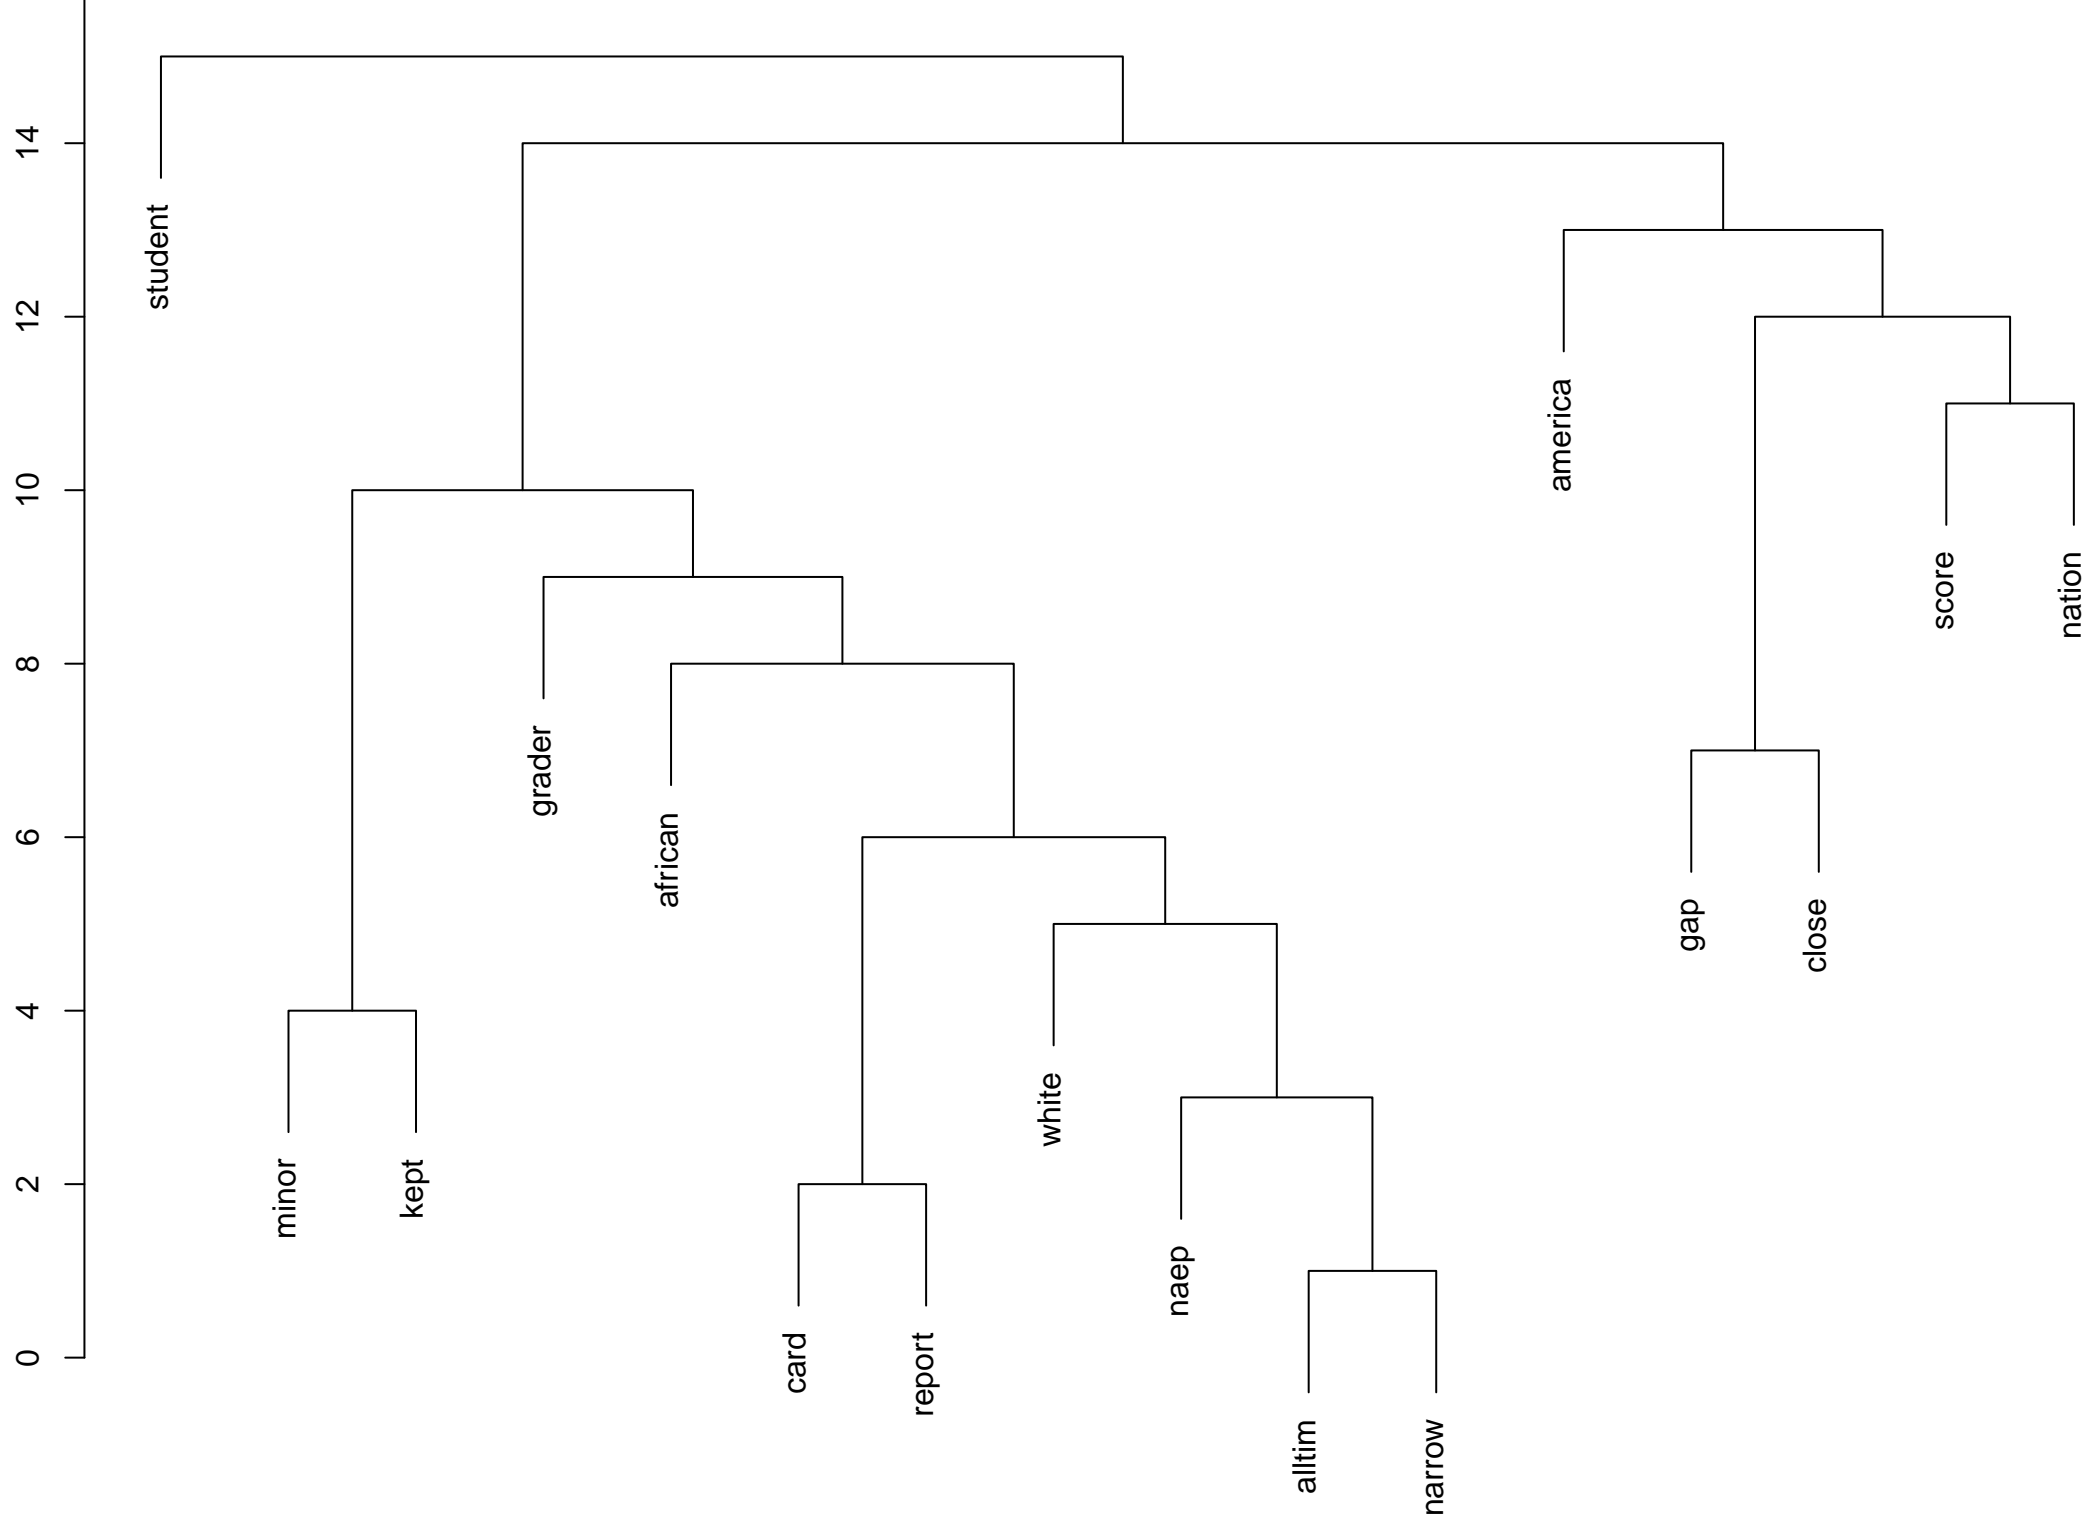 14
12
10
8
6
4
2
0
student
minor
kept
grader
african
card
report
white
naep
alltim
narrow
america
gap
close
score
nation